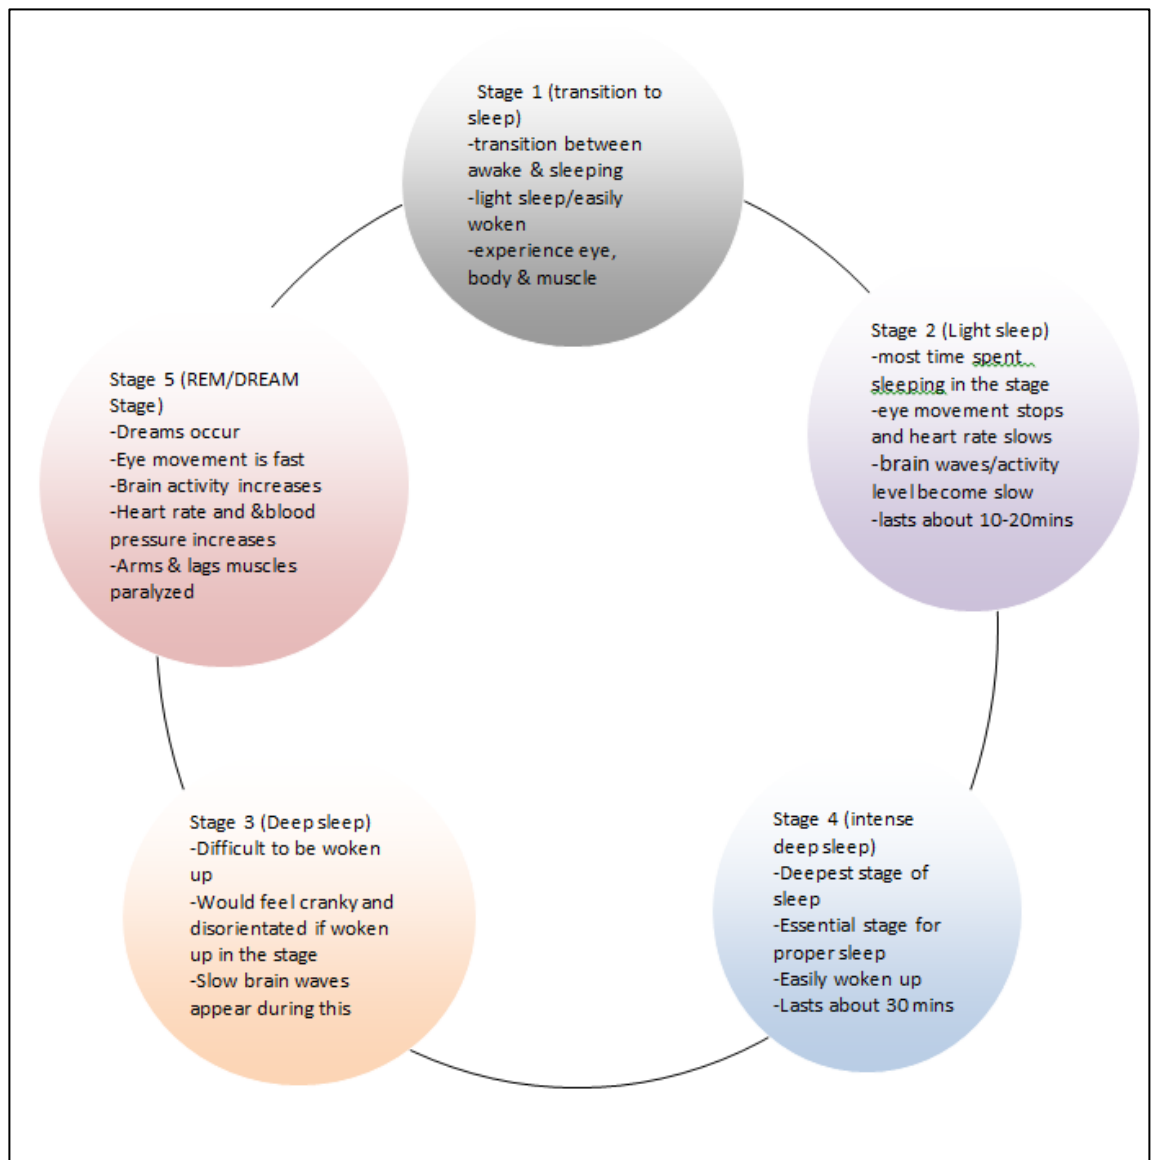 Stage 1 (transition to
sleep)
-transition between
awake & sleeping
-light sleep/easily
woken
-experience eye,
body & muscle
Stage 2 (Light sleep)
-most time spent
sleeping in the stage
-eye movement stops
and heart rate slows
-brain waves/activity
level become slow
-lasts about 10-20mins
Stage 5 (REM/DREAM
Stage)
-Dreams occur
-Eye movement is fast
-Brain activity increases
-Heart rate and &blood
pressure increases
-Arms & lags muscles
paralyzed
Stage 3 (Deep sleep)
-Difficult to be woken
up
-Would feel cranky and
disorientated if woken
up in the stage
-Slow brain waves
appear during this
Stage 4 (intense
deep sleep)
-Deepest stage of
sleep
-Essential stage for
proper sleep
-Easily woken up
-Lasts about 30 mins